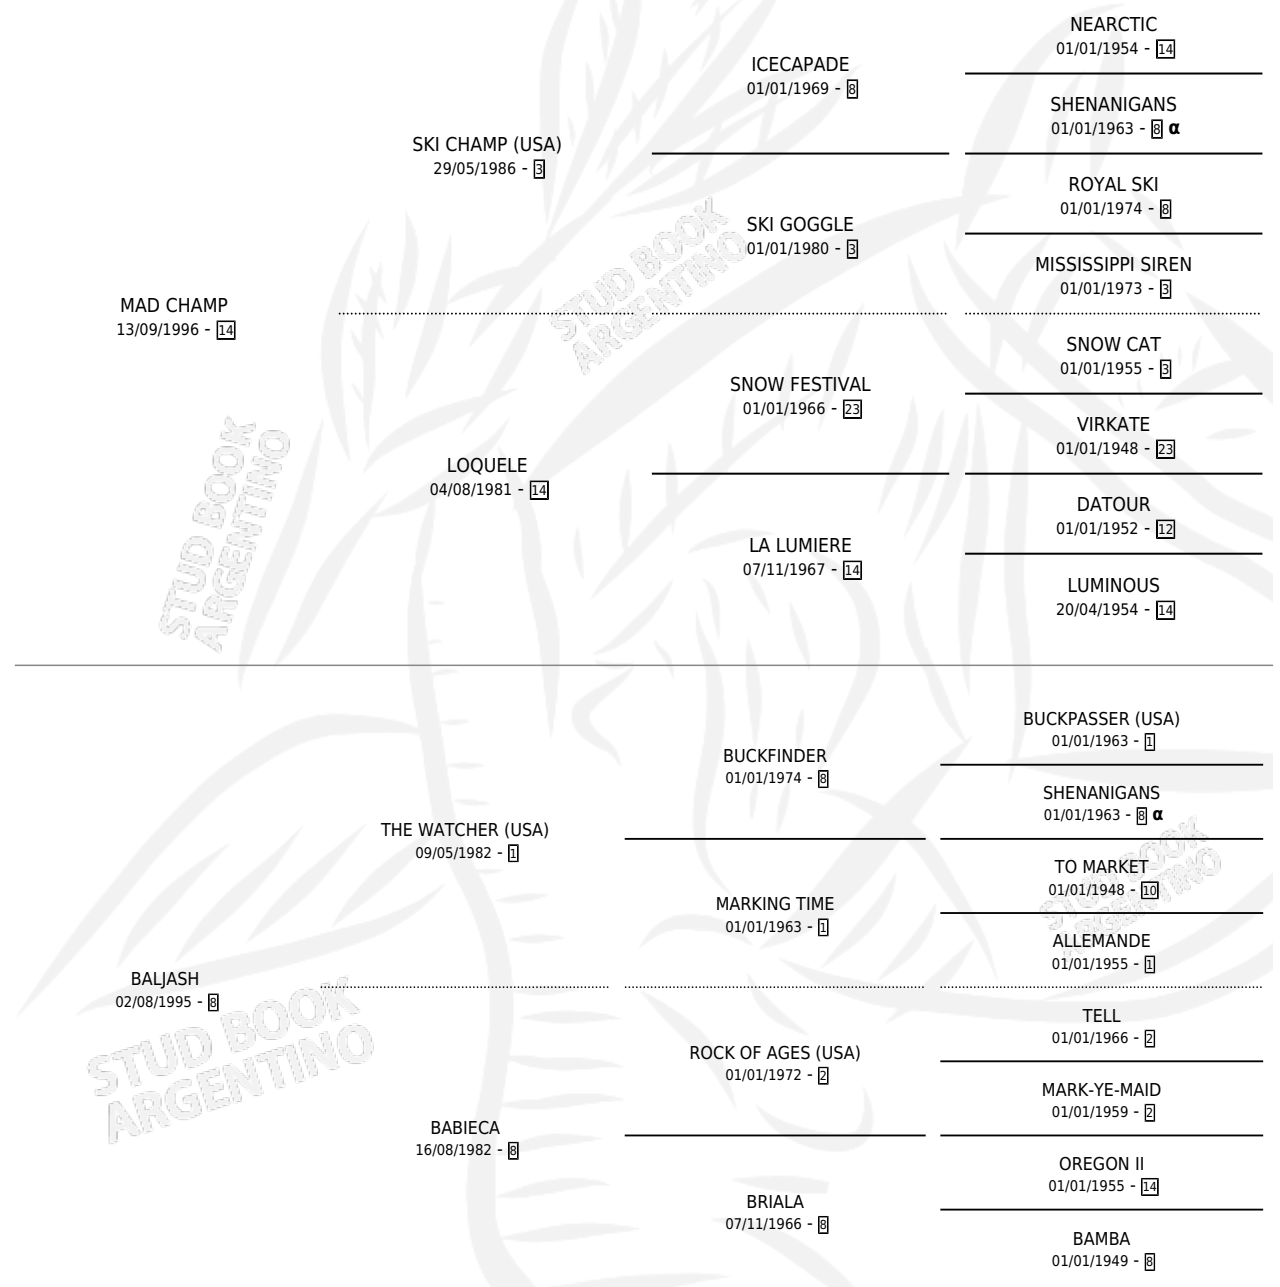 NEARCTIC
01/01/1954 - 14
ICECAPADE
01/01/1969 - 8
SHENANIGANS
01/01/1963 - 8 α
SKI CHAMP (USA)
29/05/1986 - 3
ROYAL SKI
01/01/1974 - 8
SKI GOGGLE
01/01/1980 - 3
MISSISSIPPI SIREN
01/01/1973 - 3
MAD CHAMP
13/09/1996 - 14
SNOW CAT
01/01/1955 - 3
SNOW FESTIVAL
01/01/1966 - 23
VIRKATE
01/01/1948 - 23
LOQUELE
04/08/1981 - 14
DATOUR
01/01/1952 - 12
LA LUMIERE
07/11/1967 - 14
LUMINOUS
20/04/1954 - 14
STUD BOOK
ARGENTINO
STUD BOOK
ARGENTINO
BUCKPASSER (USA)
01/01/1963 - 1
BUCKFINDER
01/01/1974 - 8
SHENANIGANS
01/01/1963 - 8 α
THE WATCHER (USA)
09/05/1982 - 1
TO MARKET
01/01/1948 - 10
MARKING TIME
01/01/1963 - 1
ALLEMANDE
01/01/1955 - 1
BALJASH
02/08/1995 - 8
TELL
01/01/1966 - 2
ROCK OF AGES (USA)
01/01/1972 - 2
MARK-YE-MAID
01/01/1959 - 2
BABIECA
16/08/1982 - 8
OREGON II
01/01/1955 - 14
BRIALA
07/11/1966 - 8
BAMBA
01/01/1949 - 8
STUD BOOK
ARGENTINO
STUD BOOK
ARGENTINO